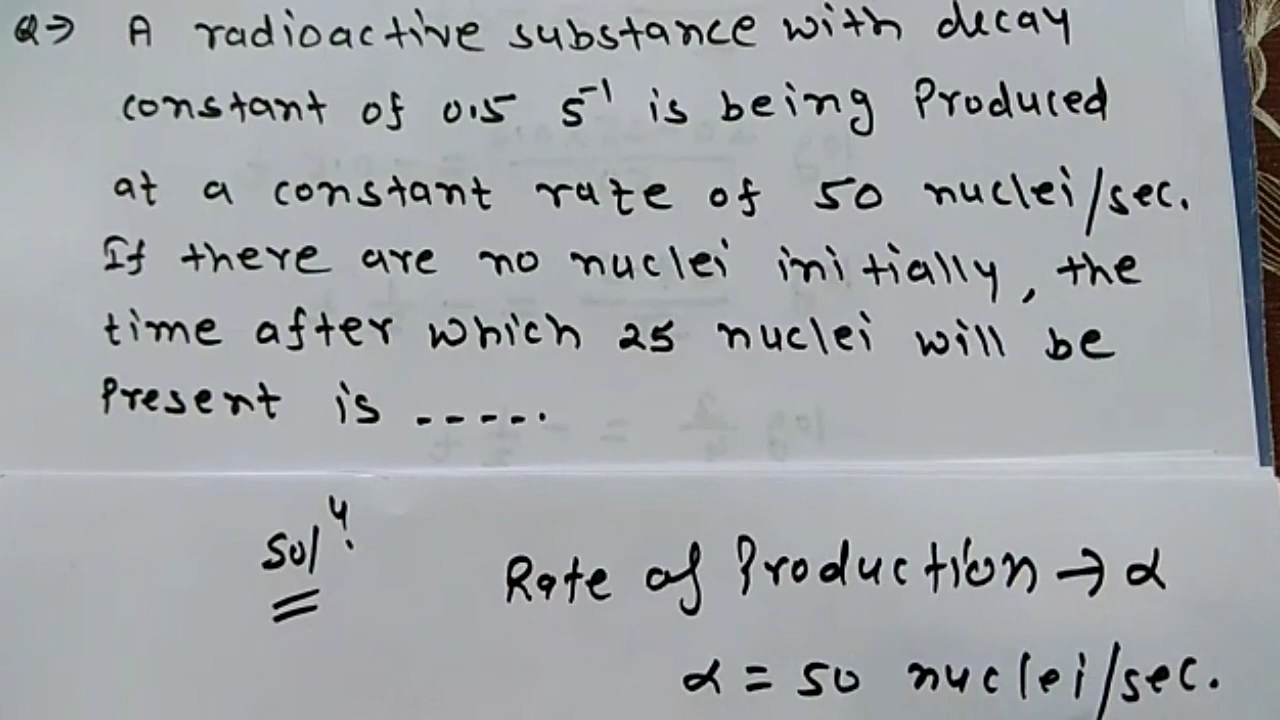 Q→ A radioactive substance with decay
constant of 0.5 s⁻¹ is being Produced
at a constant rate of 50 nuclei/sec.
If there are no nuclei initially, the
time after which 25 nuclei will be
Present is -----.
Solⁿ.
Rate of Production → α
α = 50 nuclei/sec.